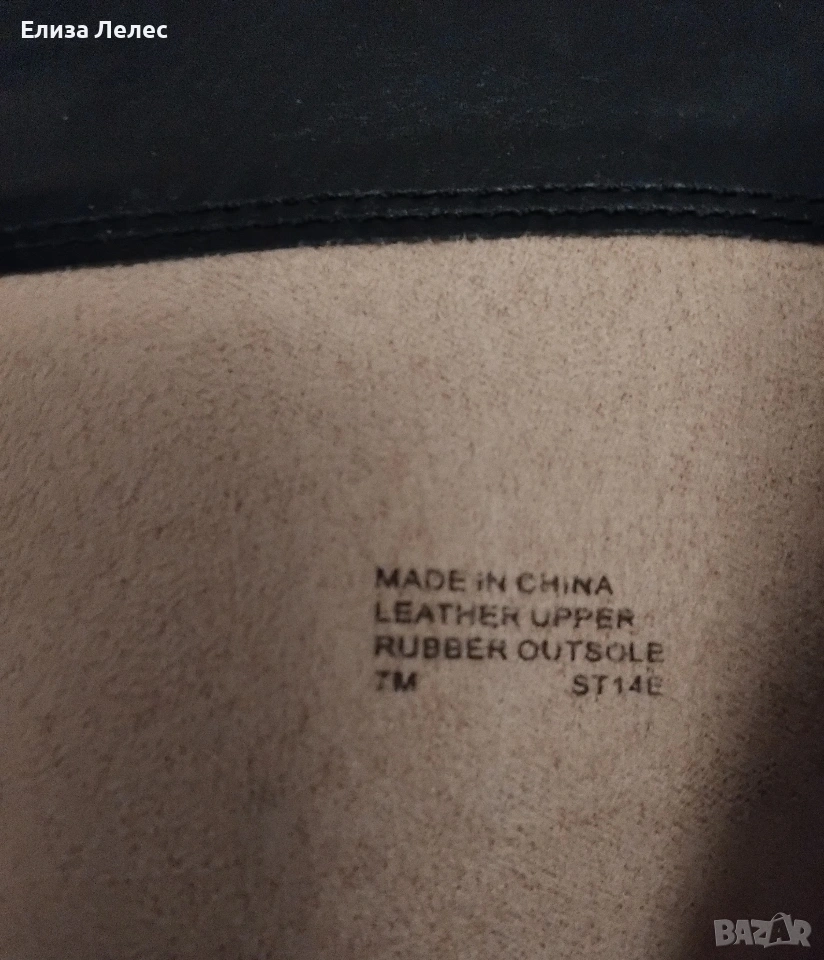 Елиза Лелес
MADE IN CHINA
LEATHER UPPER
RUBBER OUTSOLE
7M ST14E
BAZAR